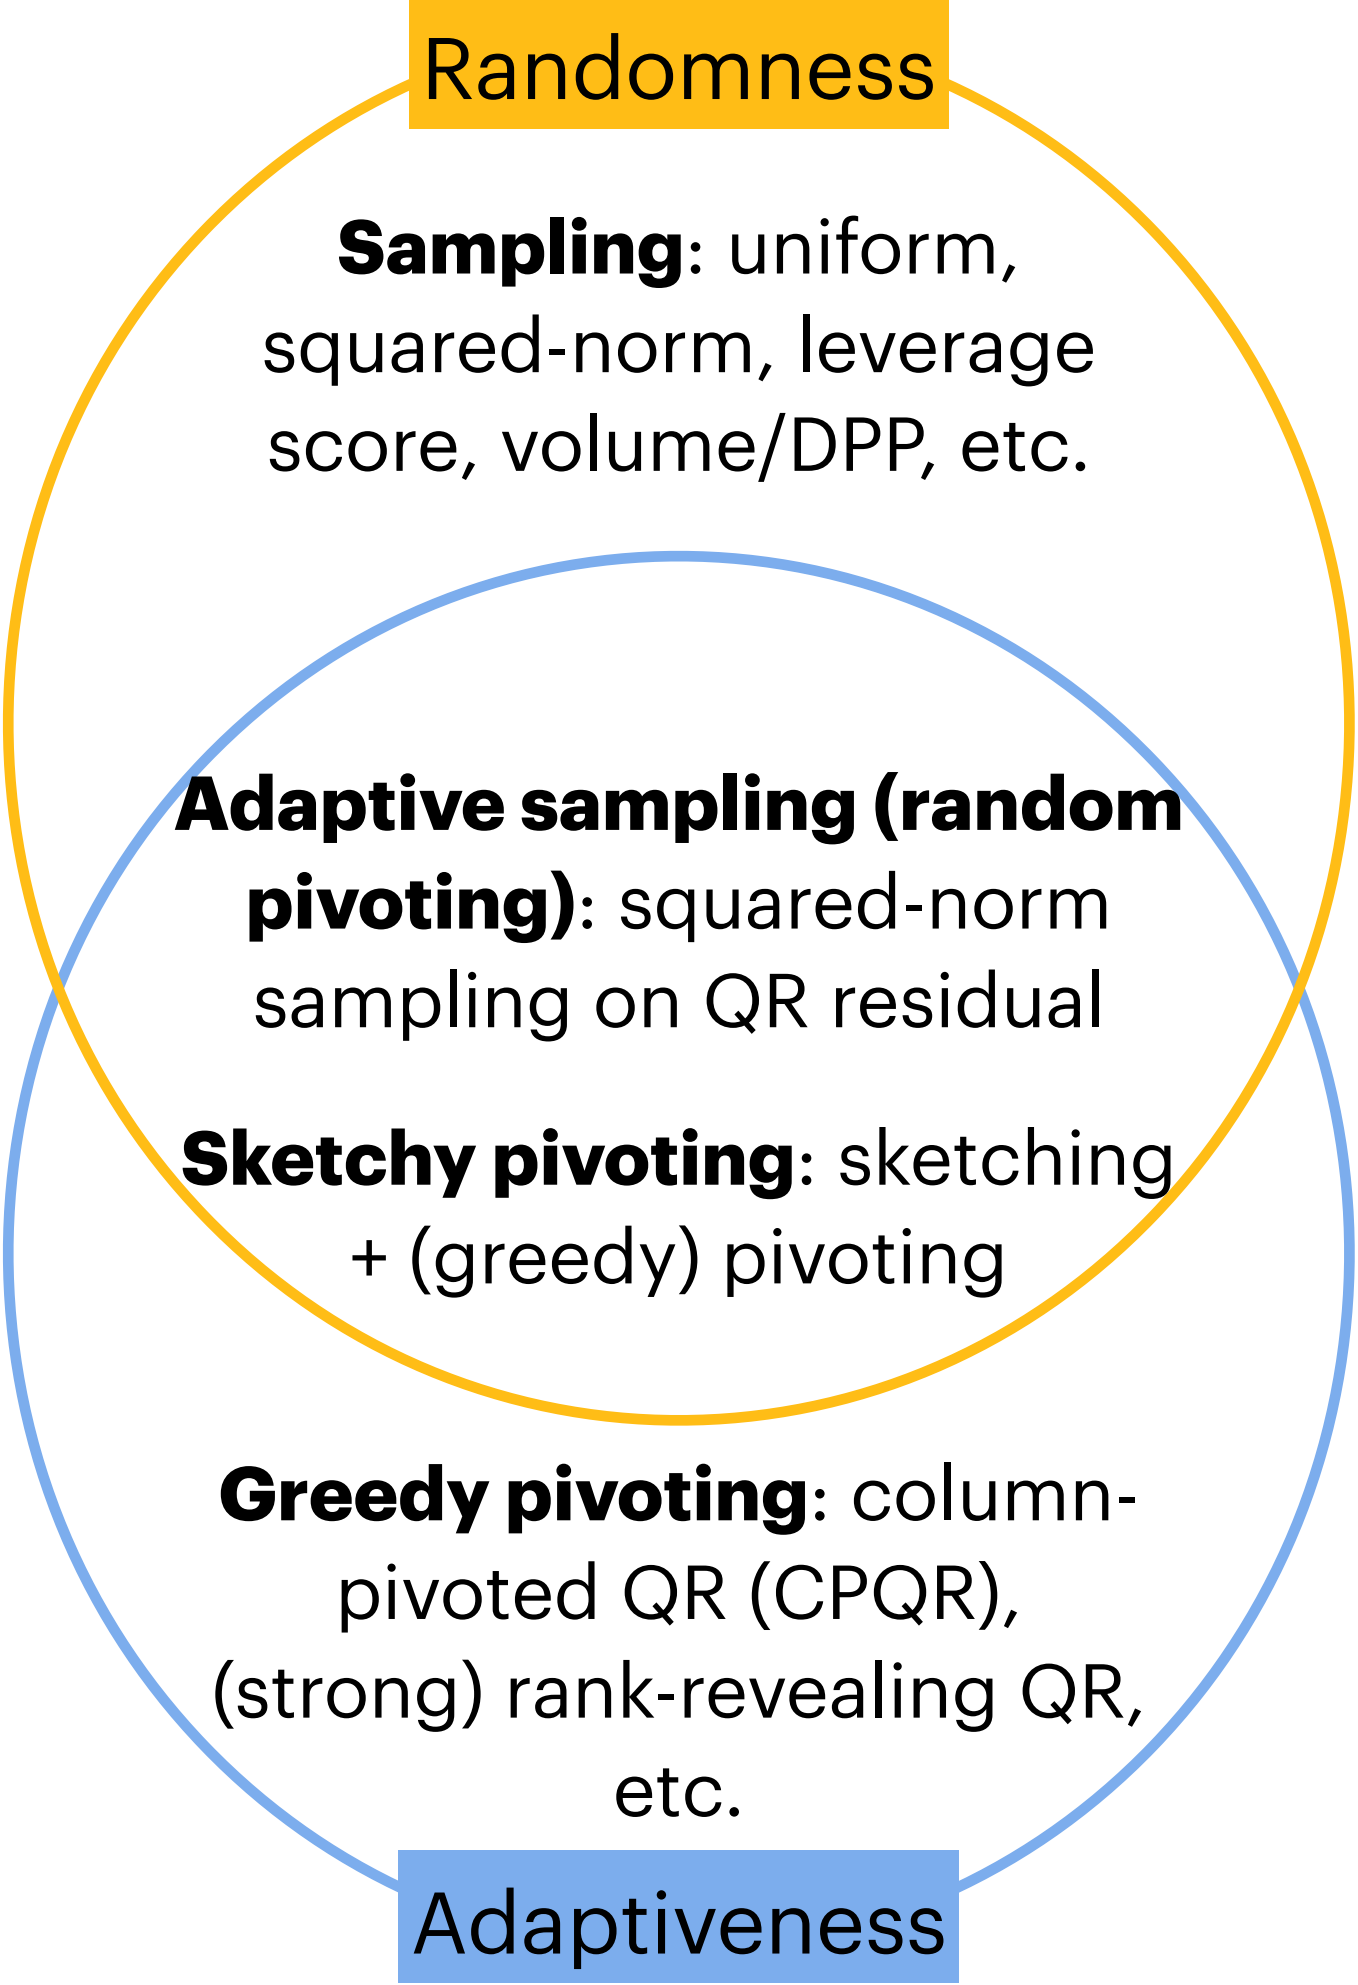 Randomness
Sampling: uniform,
squared-norm, leverage
score, volume/DPP, etc.
Adaptive sampling (random
pivoting): squared-norm
sampling on QR residual
Sketchy pivoting: sketching
+ (greedy) pivoting
Greedy pivoting: column-
pivoted QR (CPQR),
(strong) rank-revealing QR,
etc.
Adaptiveness